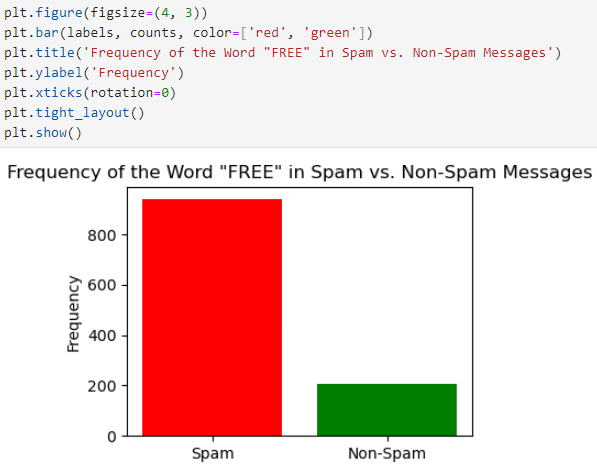 plt.figure(figsize=(4, 3))
plt.bar(labels, counts, color=['red', 'green'])
plt.title('Frequency of the Word "FREE" in Spam vs. Non-Spam Messages')
plt.ylabel('Frequency')
plt.xticks(rotation=0)
plt.tight_layout()
plt.show()
Frequency of the Word "FREE" in Spam vs. Non-Spam Messages
800
600
Frequency
400
200
0
Spam Non-Spam